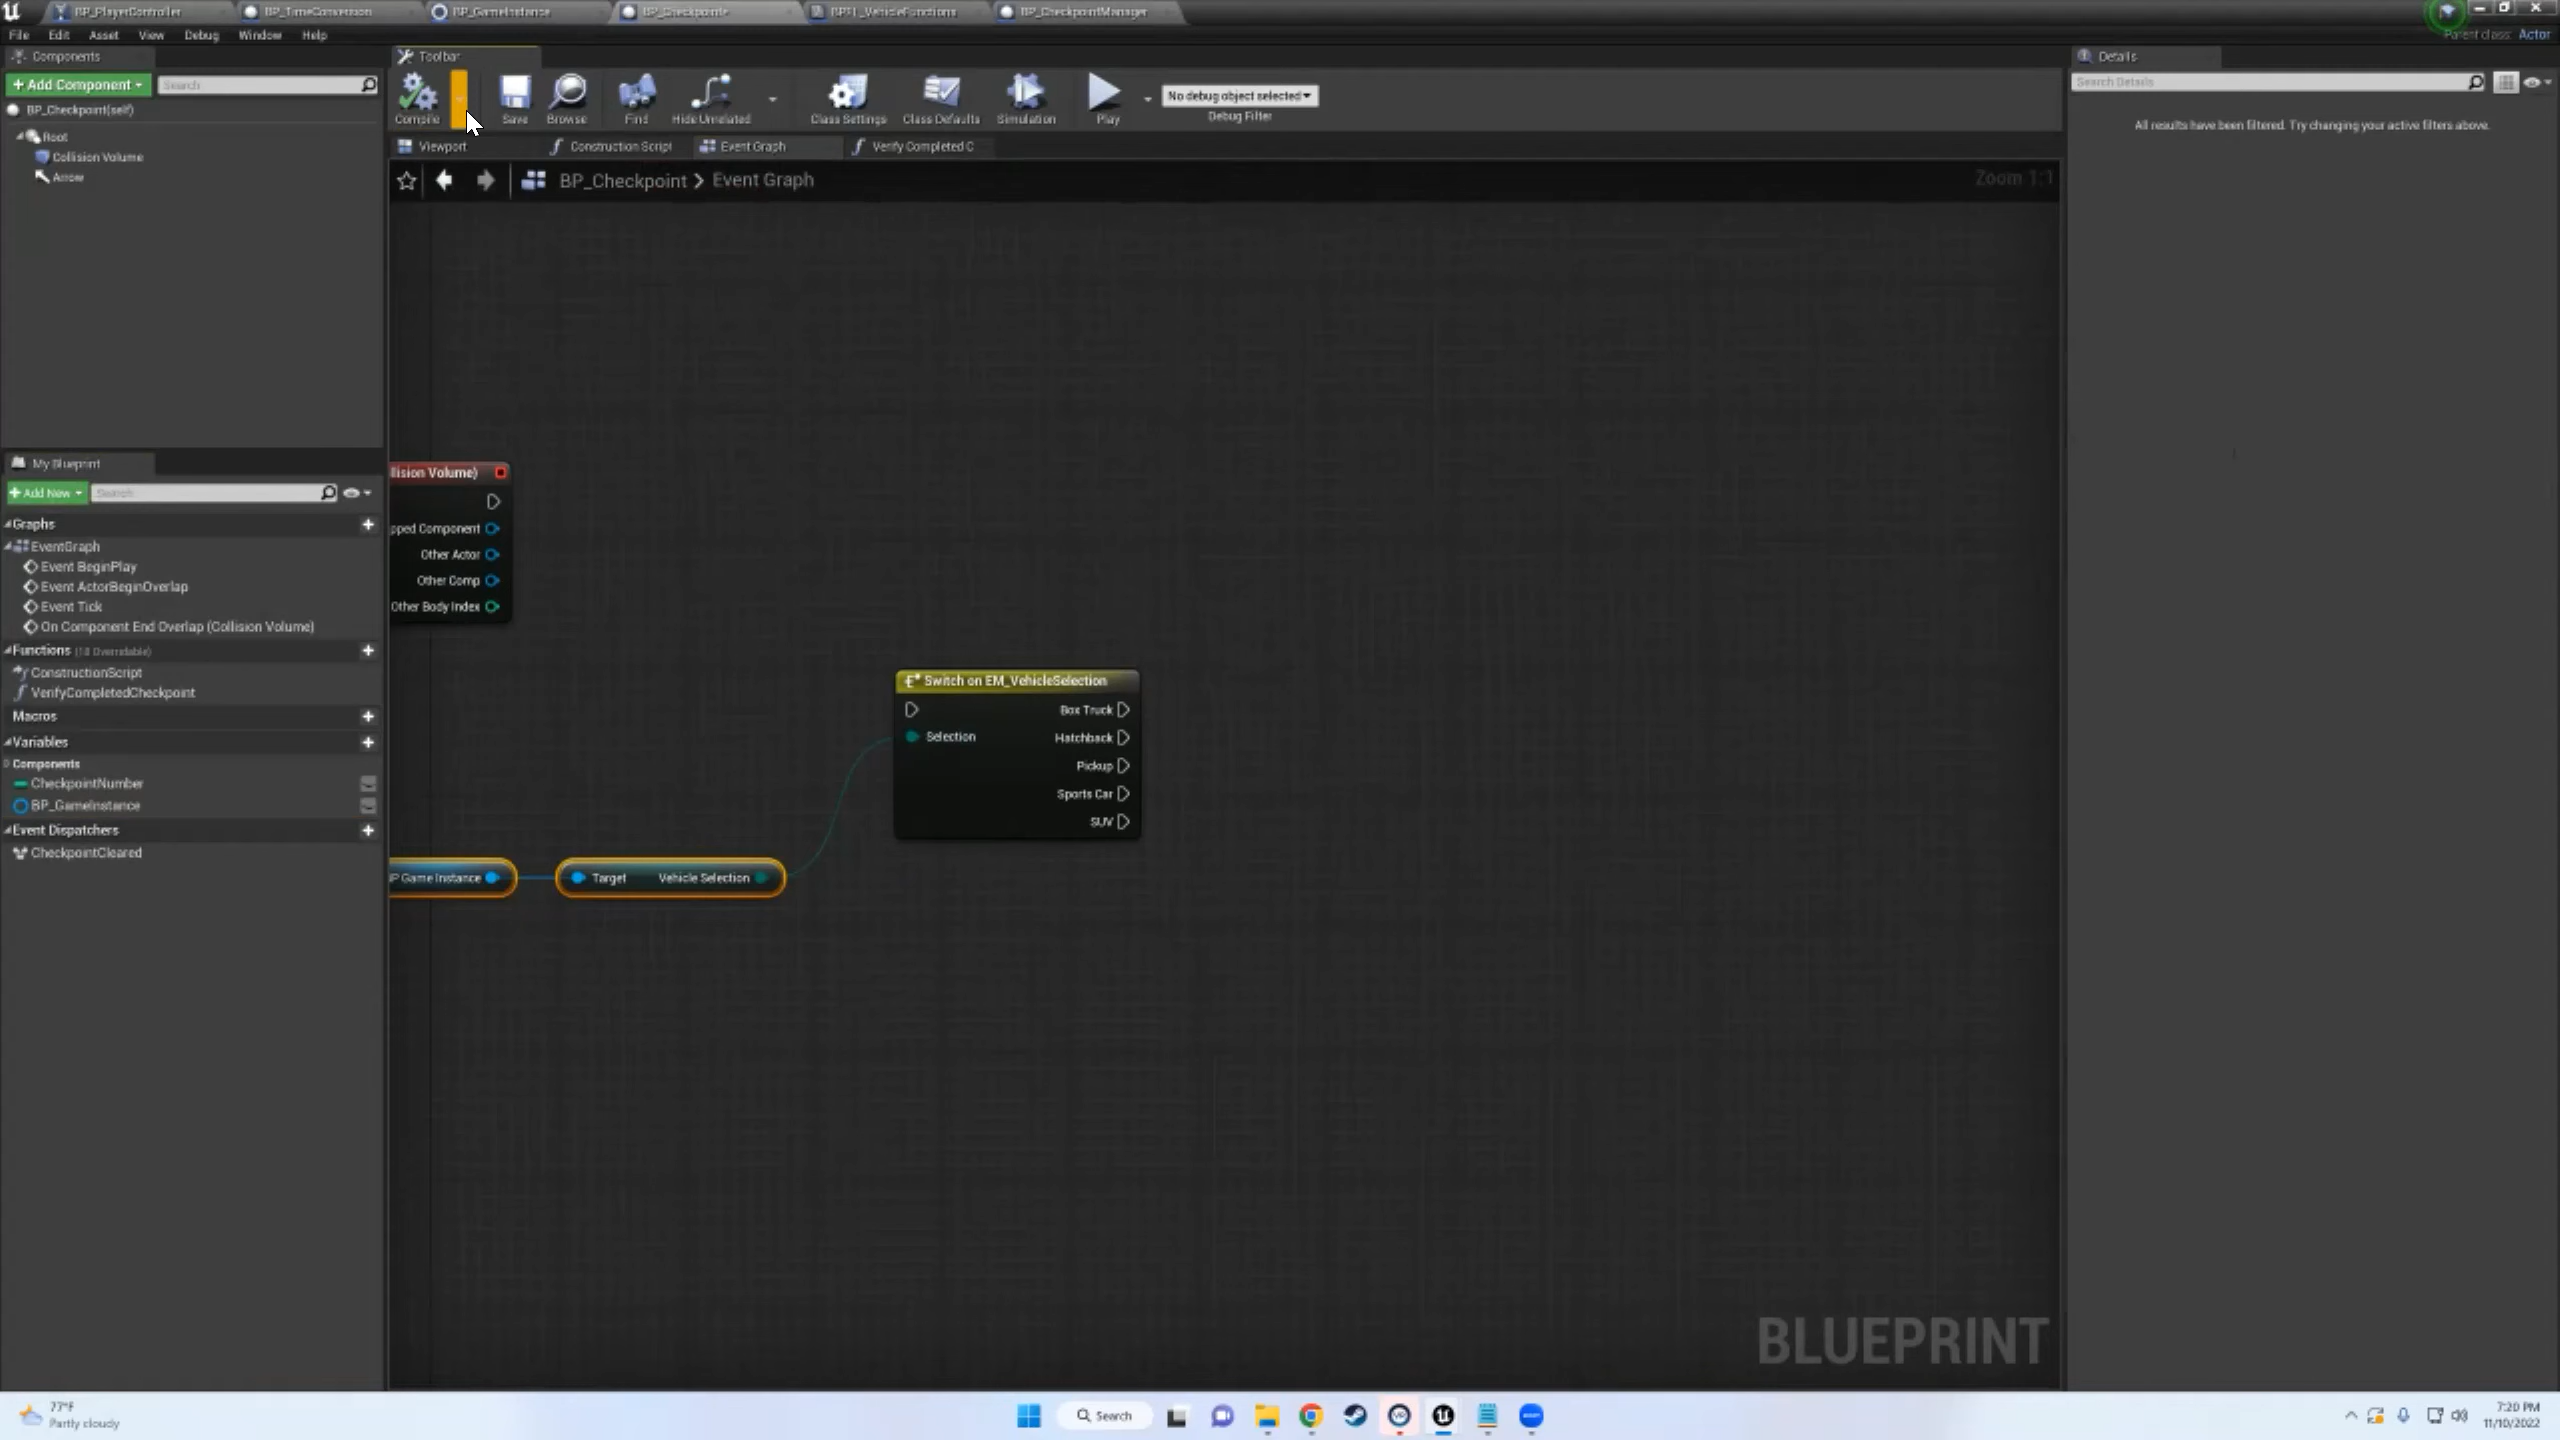 BP_PlayerController
BP_TimeConversion
BP_GameInstance
BP_Checkpoint
BPFL_VehicleFunctions
BP_CheckpointManager
File Edit Asset View Debug Window Help
Parent class: Actor
Components
+ Add Component
Search
BP_Checkpoint(self)
Root
Collision Volume
Arrow
Toolbar
Compile
Save
Browse
Find
Hide Unrelated
Class Settings
Class Defaults
Simulation
Play
No debug object selected
Debug Filter
Viewport
Construction Script
Event Graph
Verify Completed C
BP_Checkpoint > Event Graph
Zoom 1:1
Details
Search Details
All results have been filtered. Try changing your active filters above.
My Blueprint
+ Add New
Search
Graphs
EventGraph
Event BeginPlay
Event ActorBeginOverlap
Event Tick
On Component End Overlap (Collision Volume)
Functions (18 Overridable)
ConstructionScript
VerifyCompletedCheckpoint
Macros
Variables
Components
CheckpointNumber
BP_GameInstance
Event Dispatchers
CheckpointCleared
lision Volume)
pped Component
Other Actor
Other Comp
Other Body Index
Switch on EM_VehicleSelection
Box Truck
Selection
Hatchback
Pickup
Sports Car
SUV
P Game Instance
Target
Vehicle Selection
BLUEPRINT
77°F
Partly cloudy
Search
7:20 PM
11/10/2022